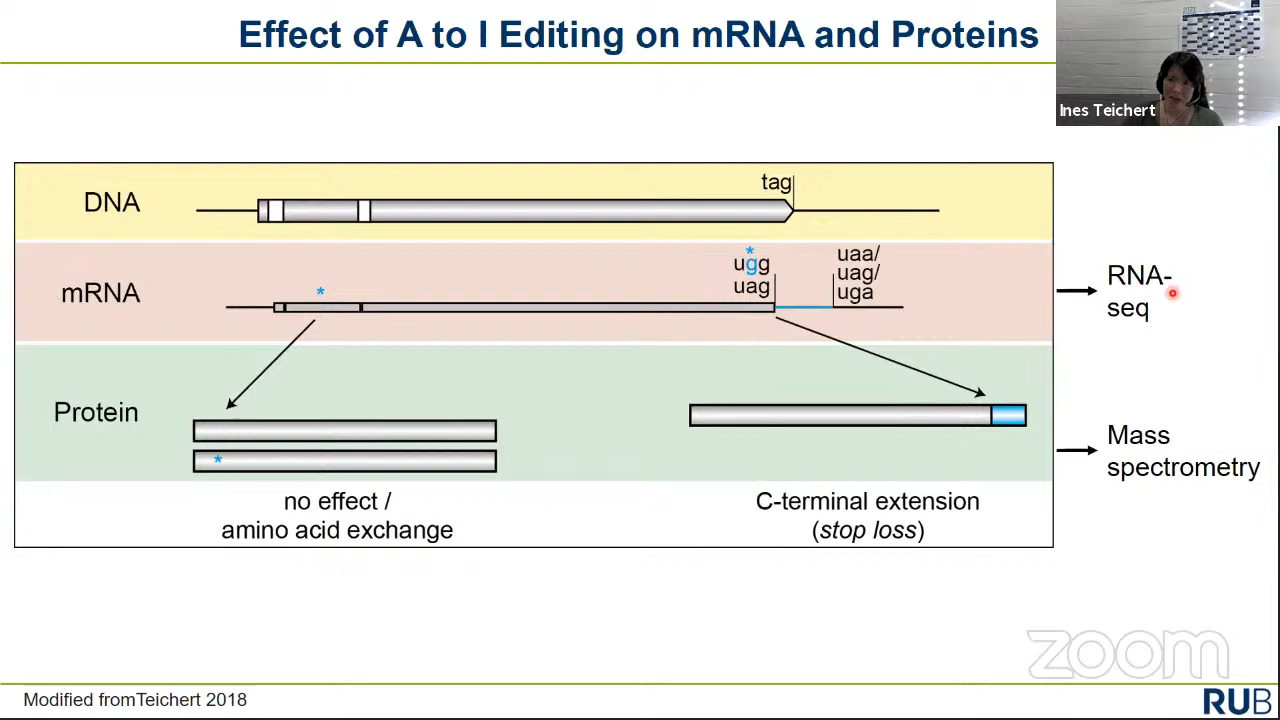 Effect of A to I Editing on mRNA and Proteins
2021
Ines Teichert
DNA
tag
mRNA
*
*
ugg
uag
uaa/
uag/
uga
RNA-
seq
Protein
*
Mass
spectrometry
no effect /
amino acid exchange
C-terminal extension
(stop loss)
zoom
Modified fromTeichert 2018
RUB